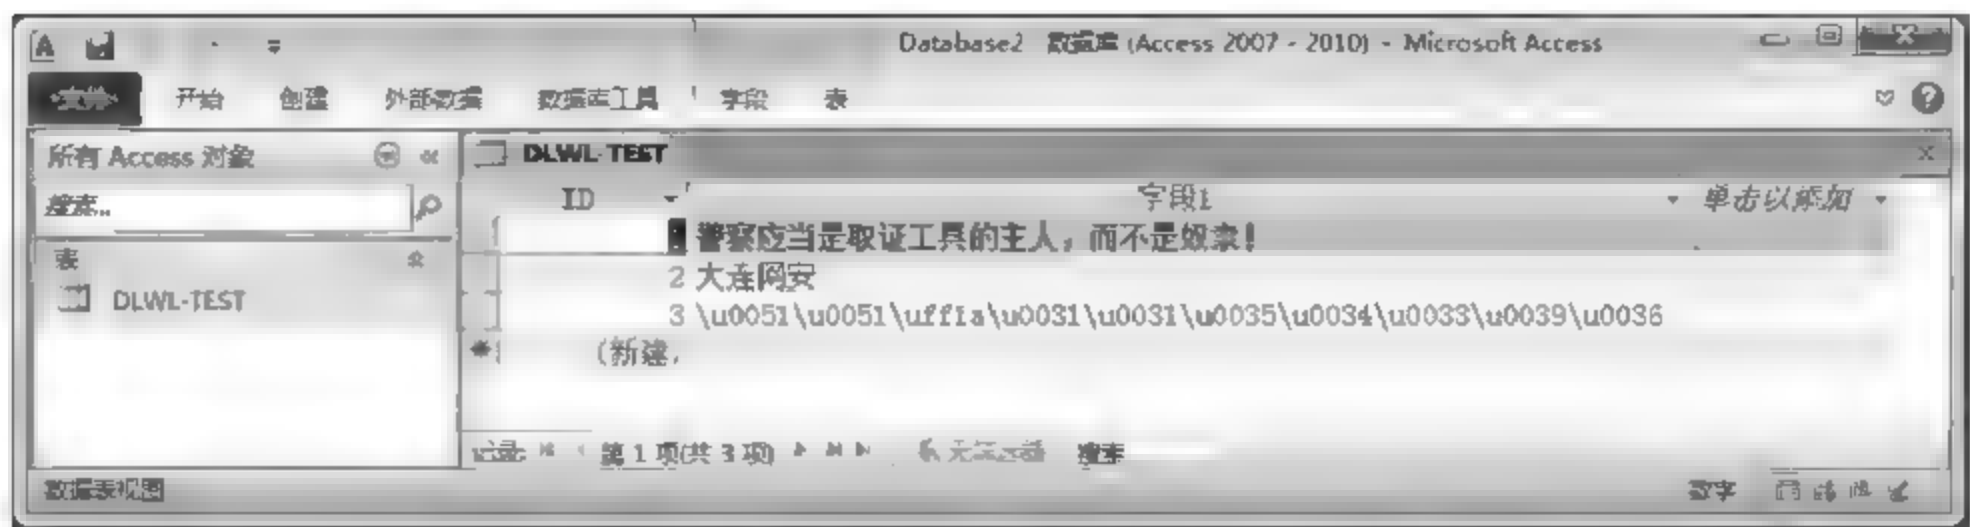 Database2 数据库 (Access 2007 - 2010) - Microsoft Access
文件 开始 创建 外部数据 数据库工具 字段 表
所有 Access 对象
DLWL-TEST
搜索..
ID 字段1 单击以添加
表
1 警察应当是取证工具的主人，而不是奴隶！
2 大连网安
DLWL-TEST
3 \u0051\u0051\uff1a\u0031\u0031\u0035\u0034\u0033\u0039\u0036
(新建)
记录: 第 1 项(共 3 项) 无筛选器 搜索
数据表视图 数字